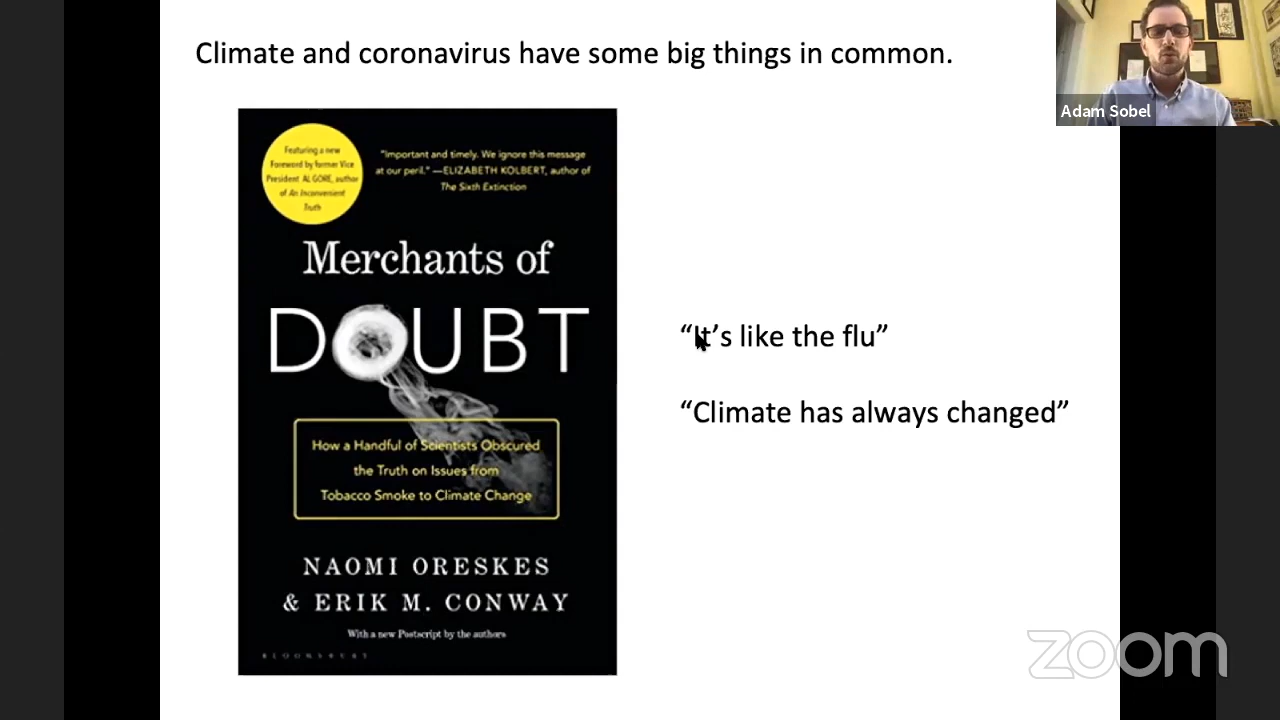 Climate and coronavirus have some big things in common.
Adam Sobel
Featuring a new
Foreword by former Vice
President AL GORE, author
of An Inconvenient
Truth
"Important and timely. We ignore this message
at our peril." —ELIZABETH KOLBERT, author of
The Sixth Extinction
Merchants of
DOUBT
How a Handful of Scientists Obscured
the Truth on Issues from
Tobacco Smoke to Climate Change
NAOMI ORESKES
& ERIK M. CONWAY
With a new Postscript by the authors
BLOOMSBURY
“It’s like the flu”
“Climate has always changed”
zoom